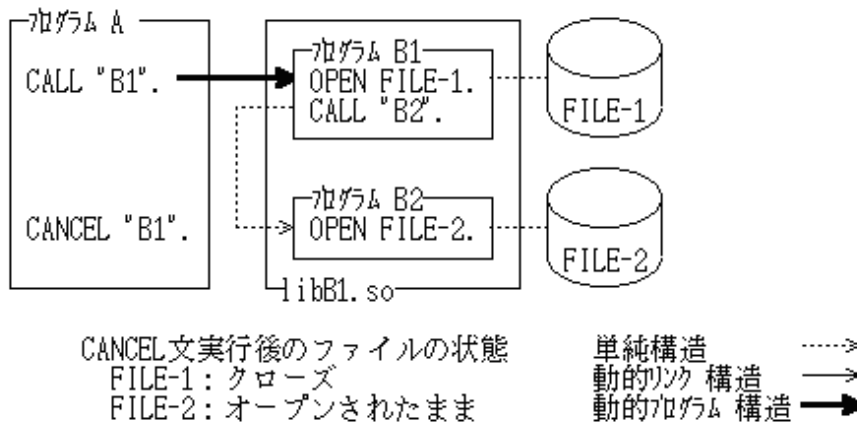 ﾌﾟﾛｸﾞﾗﾑ A
CALL "B1".
CANCEL "B1".
ﾌﾟﾛｸﾞﾗﾑ B1
OPEN FILE-1.
CALL "B2".
FILE-1
ﾌﾟﾛｸﾞﾗﾑ B2
OPEN FILE-2.
FILE-2
libB1.so
CANCEL文実行後のファイルの状態
FILE-1：クローズ
FILE-2：オープンされたまま
単純構造
動的ﾘﾝｸ 構造
動的ﾌﾟﾛｸﾞﾗﾑ 構造